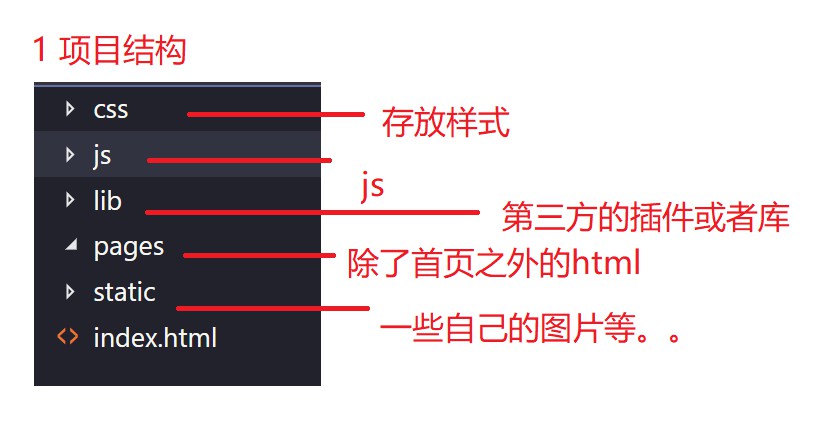 1 项目结构
css
存放样式
js
js
lib
第三方的插件或者库
pages
除了首页之外的html
static
一些自己的图片等。。
index.html